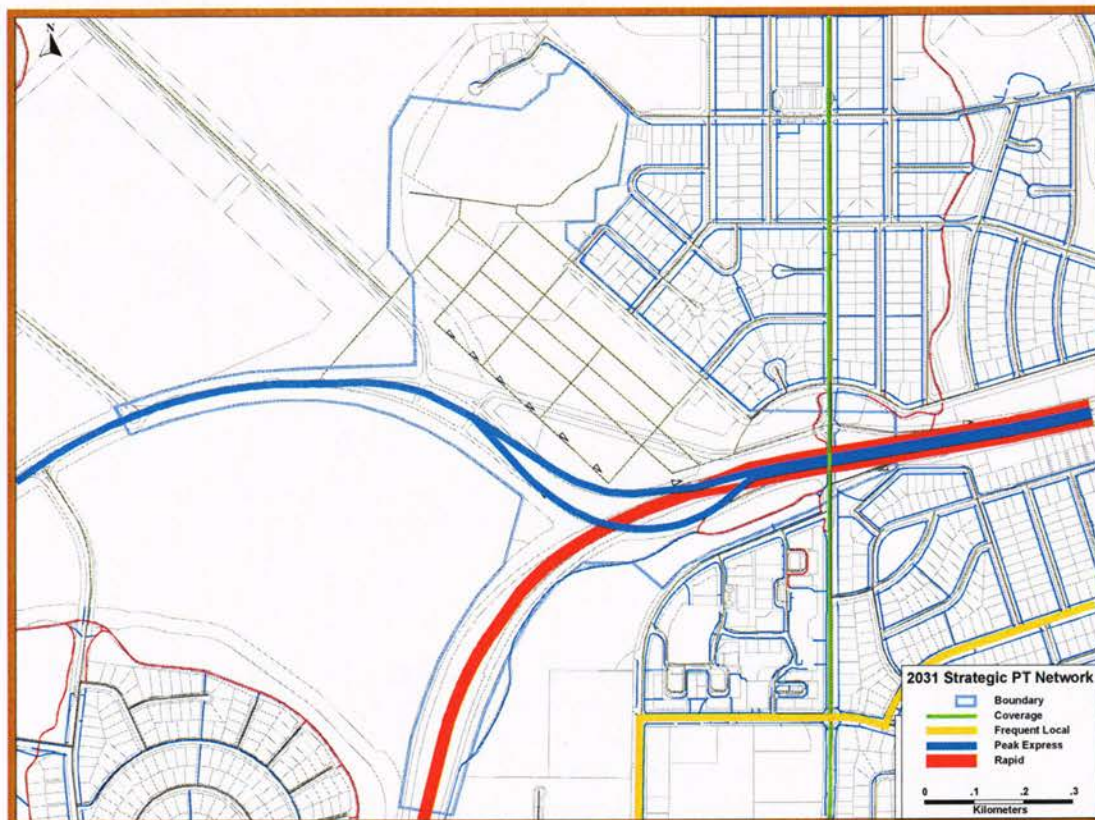 N
2031 Strategic PT Network
Boundary
Coverage
Frequent Local
Peak Express
Rapid
0 .1 .2 .3
Kilometers